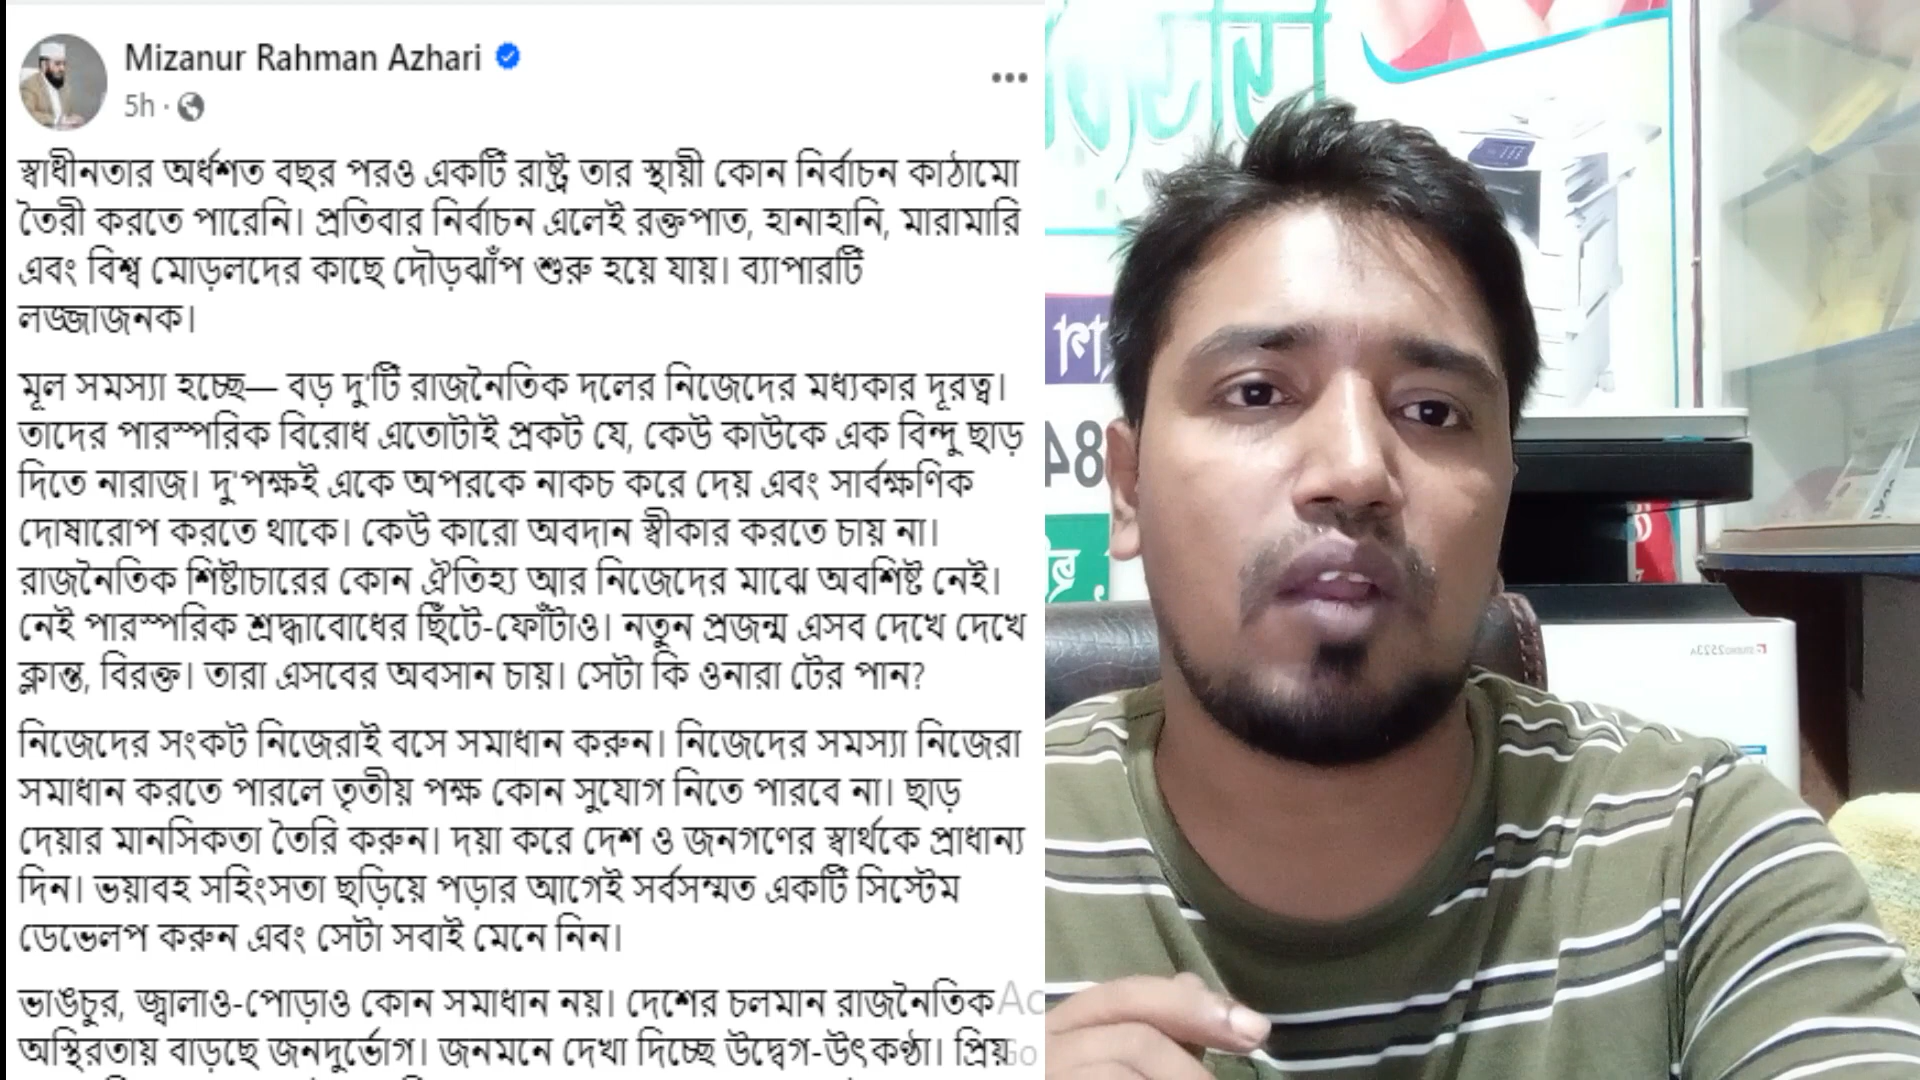 Mizanur Rahman Azhari
5h
স্বাধীনতার অর্ধশত বছর পরও একটি রাষ্ট্র তার স্থায়ী কোন নির্বাচন কাঠামো
তৈরী করতে পারেনি। প্রতিবার নির্বাচন এলেই রক্তপাত, হানাহানি, মারামারি
এবং বিশ্ব মোড়লদের কাছে দৌড়ঝাঁপ শুরু হয়ে যায়। ব্যাপারটি
লজ্জাজনক।
মূল সমস্যা হচ্ছে— বড় দু'টি রাজনৈতিক দলের নিজেদের মধ্যকার দূরত্ব।
তাদের পারস্পরিক বিরোধ এতোটাই প্রকট যে, কেউ কাউকে এক বিন্দু ছাড়
দিতে নারাজ। দু'পক্ষই একে অপরকে নাকচ করে দেয় এবং সার্বক্ষণিক
দোষারোপ করতে থাকে। কেউ কারো অবদান স্বীকার করতে চায় না।
রাজনৈতিক শিষ্টাচারের কোন ঐতিহ্য আর নিজেদের মাঝে অবশিষ্ট নেই।
নেই পারস্পরিক শ্রদ্ধাবোধের ছিঁটে-ফোঁটাও। নতুন প্রজন্ম এসব দেখে দেখে
ক্লান্ত, বিরক্ত। তারা এসবের অবসান চায়। সেটা কি ওনারা টের পান?
নিজেদের সংকট নিজেরাই বসে সমাধান করুন। নিজেদের সমস্যা নিজেরা
সমাধান করতে পারলে তৃতীয় পক্ষ কোন সুযোগ নিতে পারবে না। ছাড়
দেয়ার মানসিকতা তৈরি করুন। দয়া করে দেশ ও জনগণের স্বার্থকে প্রাধান্য
দিন। ভয়াবহ সহিংসতা ছড়িয়ে পড়ার আগেই সর্বসম্মত একটি সিস্টেম
ডেভেলপ করুন এবং সেটা সবাই মেনে নিন।
ভাঙচুর, জ্বালাও-পোড়াও কোন সমাধান নয়। দেশের চলমান রাজনৈতিক
অস্থিরতায় বাড়ছে জনদুর্ভোগ। জনমনে দেখা দিচ্ছে উদ্বেগ-উৎকণ্ঠা। প্রিয়